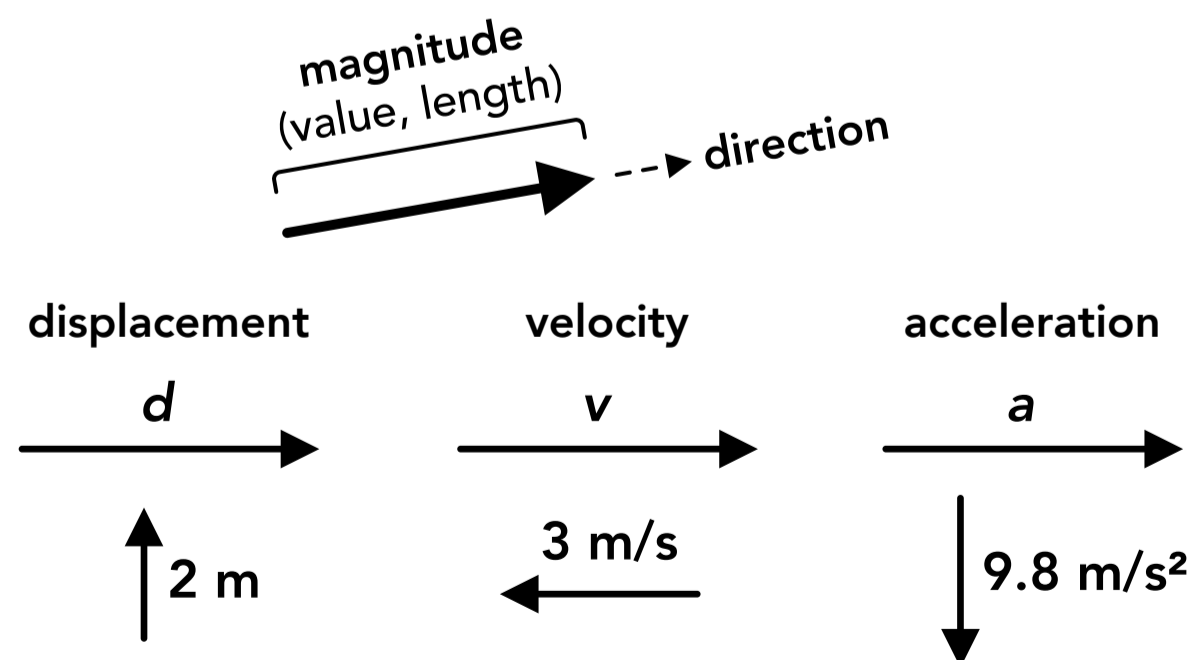 magnitude
(value, length)
direction
displacement
velocity
acceleration
d
v
a
2 m
3 m/s
9.8 m/s²